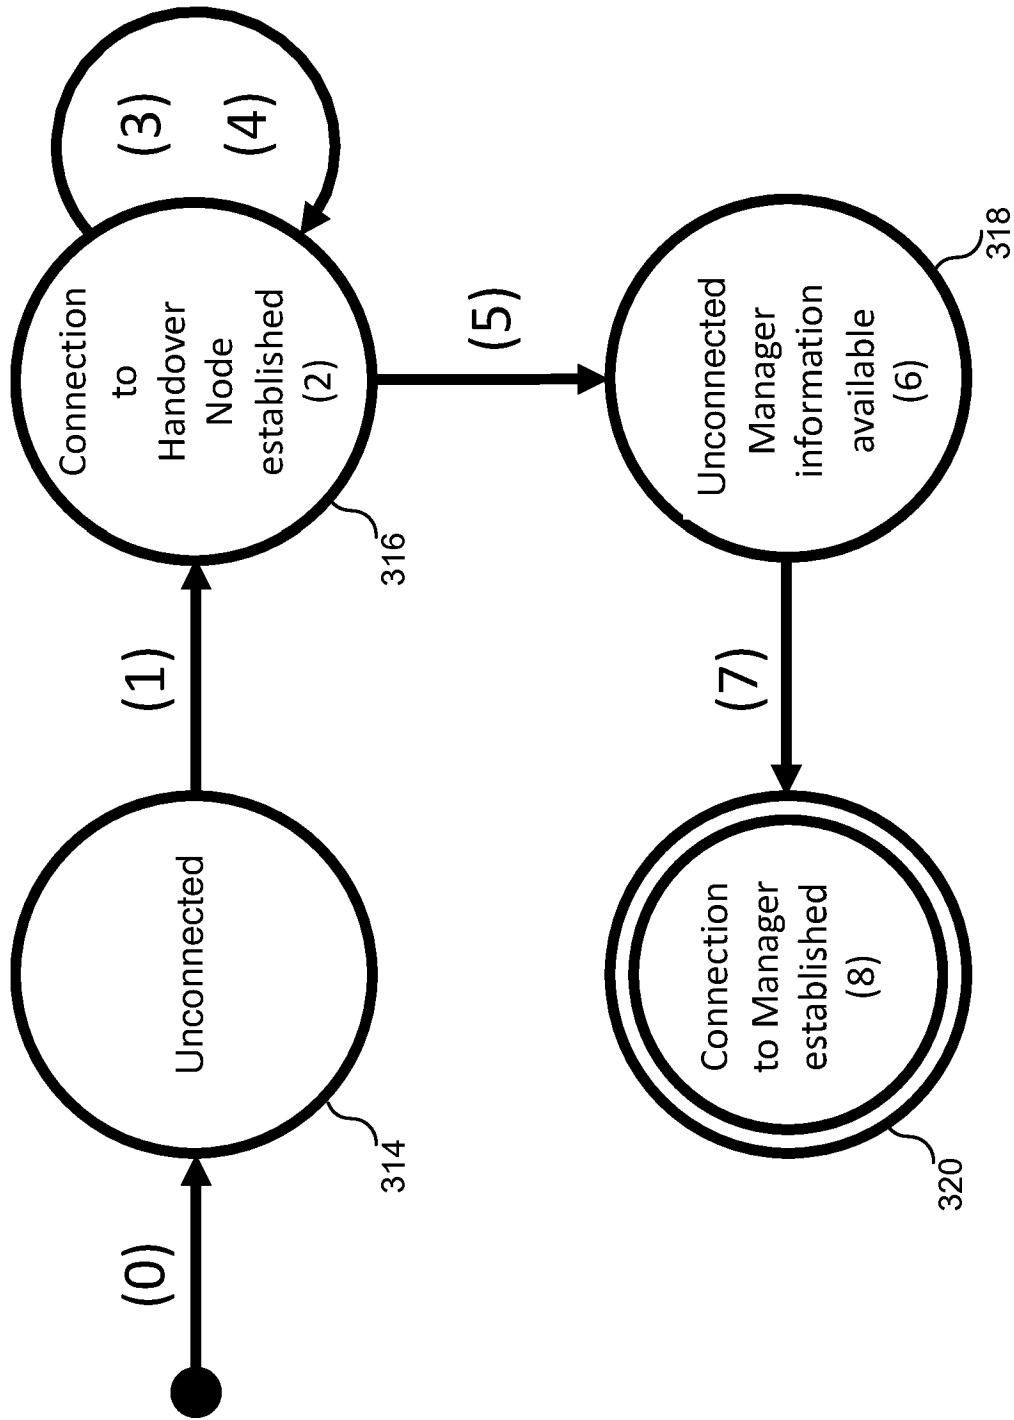 (0)
Unconnected
314
(1)
Connection
to
Handover
Node
established
(2)
316
(3)
(4)
(5)
Unconnected
Manager
information
available
(6)
318
(7)
Connection
to Manager
established
(8)
320